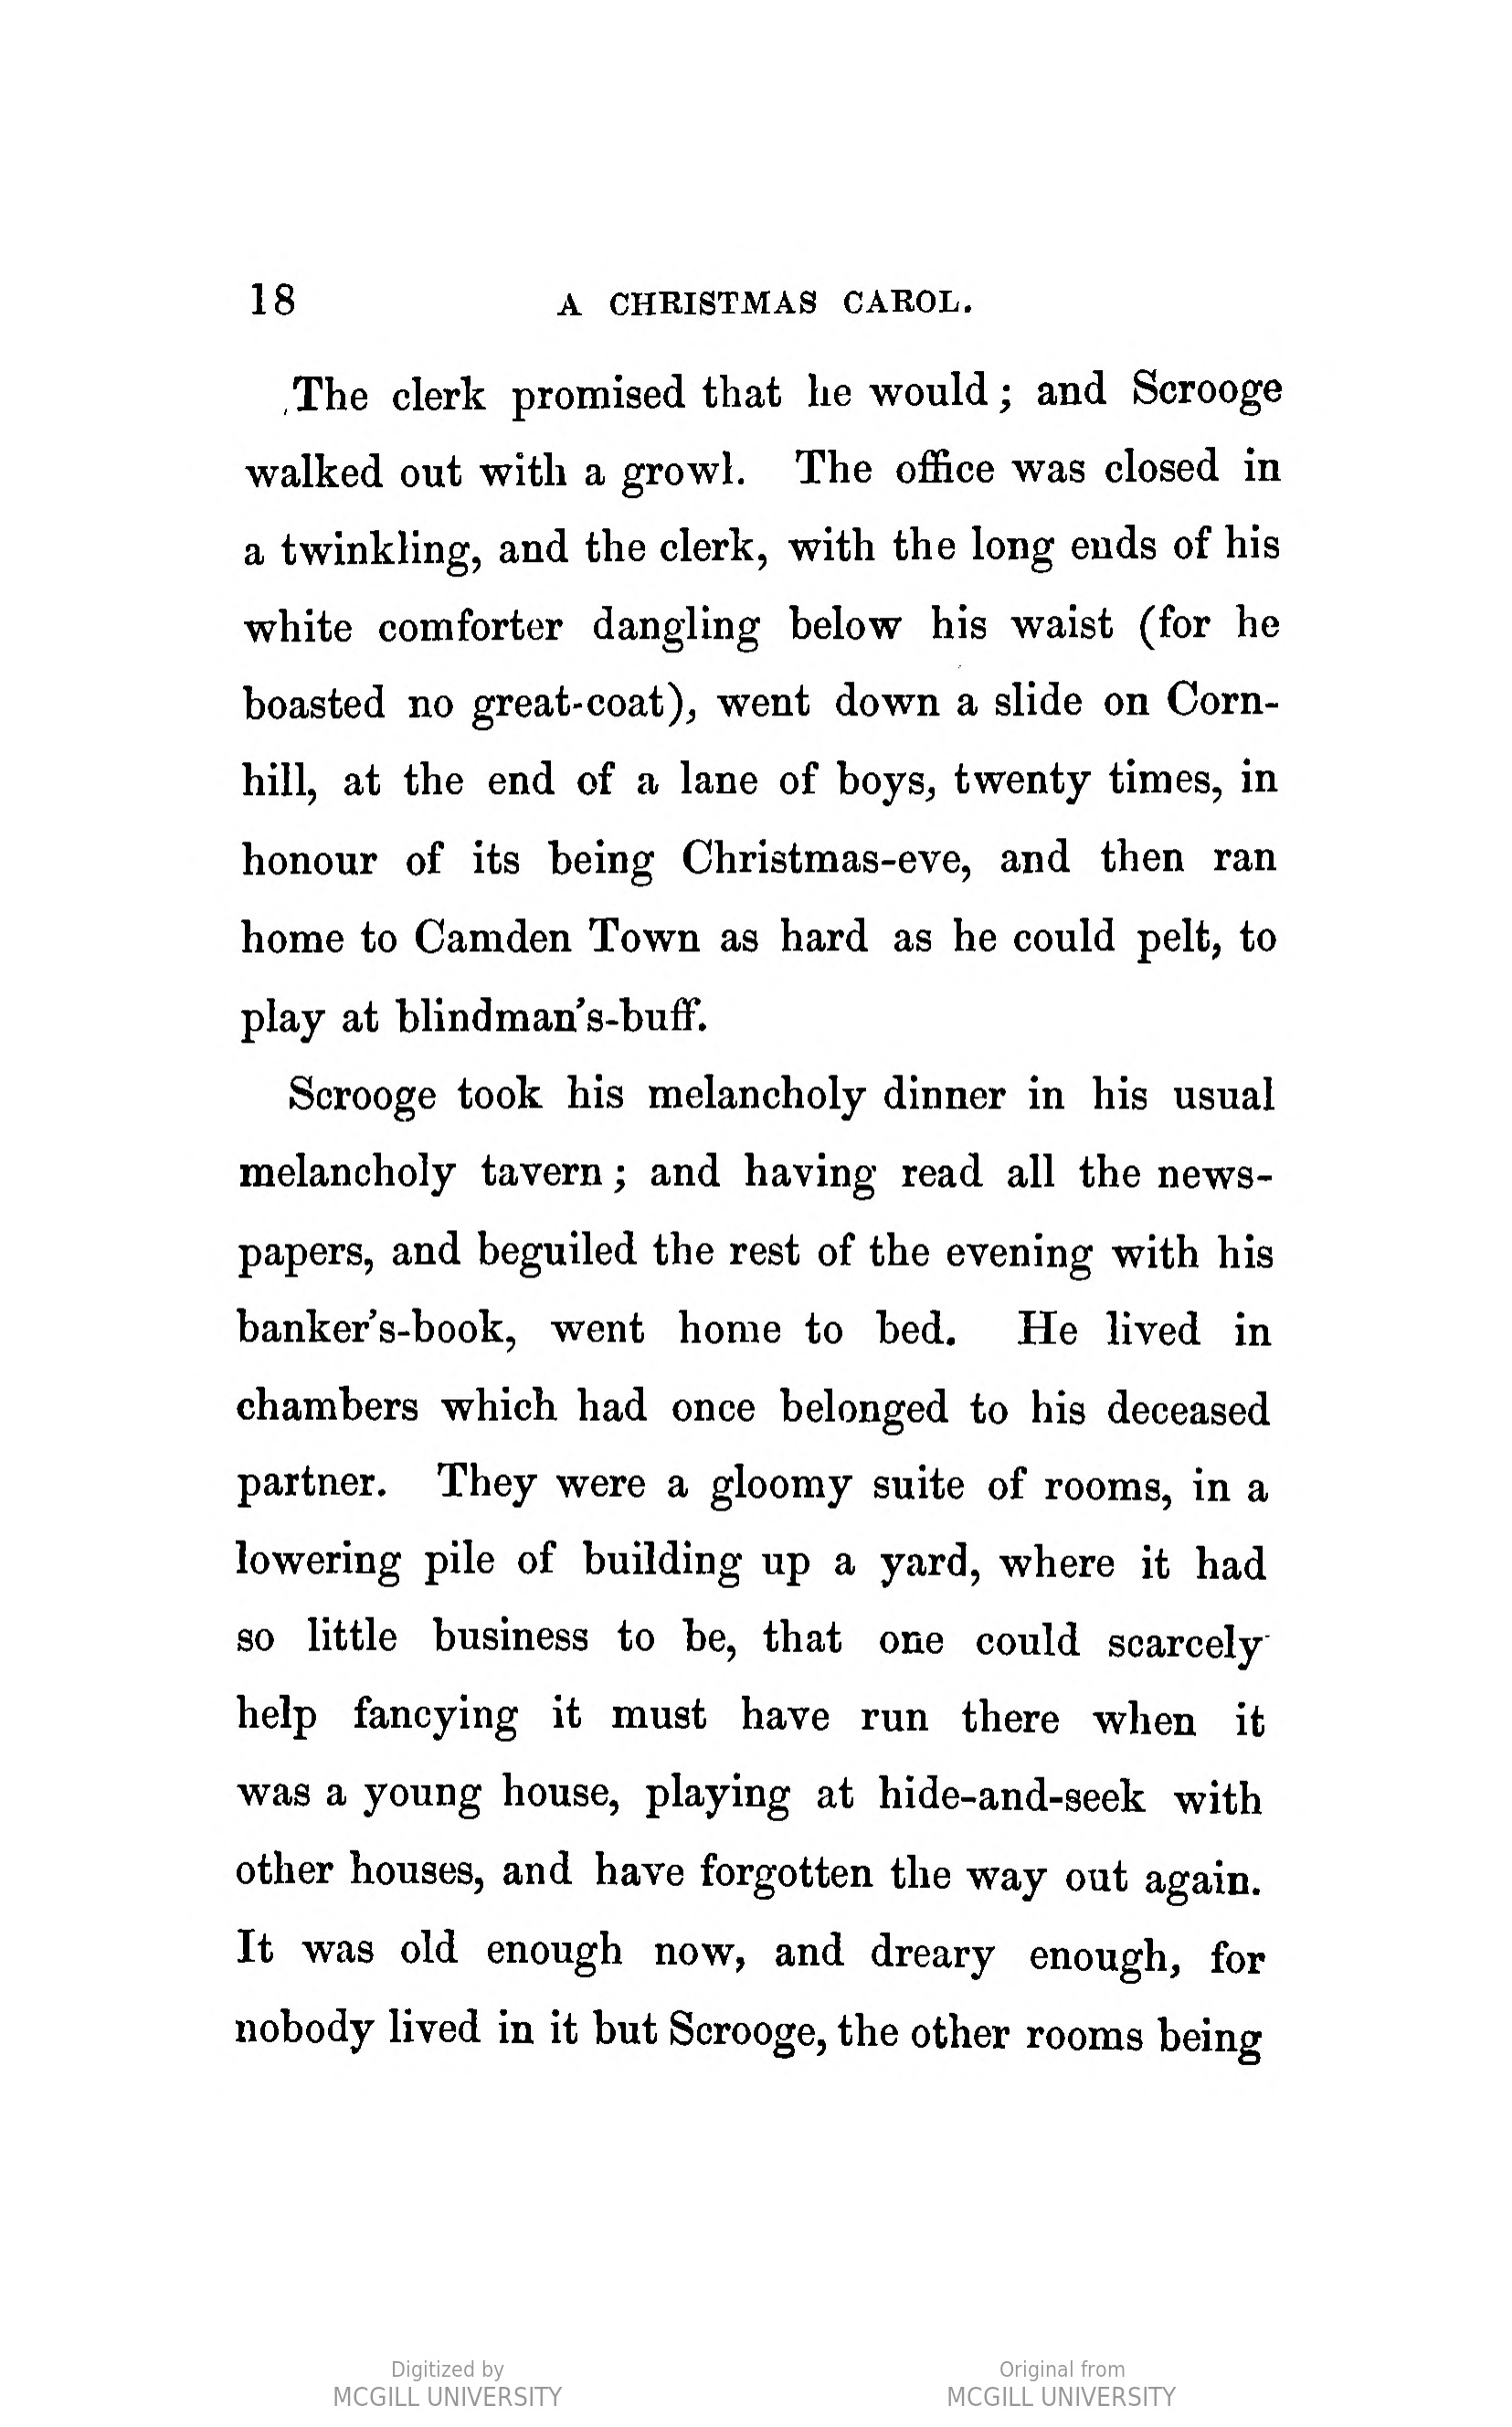 18 A CHRISTMAS CAROL.
The clerk promised that he would; and Scrooge
walked out with a growl. The office was closed in
a twinkling, and the clerk, with the long ends of his
white comforter dangling below his waist (for he
boasted no great-coat), went down a slide on Corn-
hill, at the end of a lane of boys, twenty times, in
honour of its being Christmas-eve, and then ran
home to Camden Town as hard as he could pelt, to
play at blindman's-buff.
Scrooge took his melancholy dinner in his usual
melancholy tavern; and having read all the news-
papers, and beguiled the rest of the evening with his
banker's-book, went home to bed. He lived in
chambers which had once belonged to his deceased
partner. They were a gloomy suite of rooms, in a
lowering pile of building up a yard, where it had
so little business to be, that one could scarcely
help fancying it must have run there when it
was a young house, playing at hide-and-seek with
other houses, and have forgotten the way out again.
It was old enough now, and dreary enough, for
nobody lived in it but Scrooge, the other rooms being
Digitized by
MCGILL UNIVERSITY
Original from
MCGILL UNIVERSITY